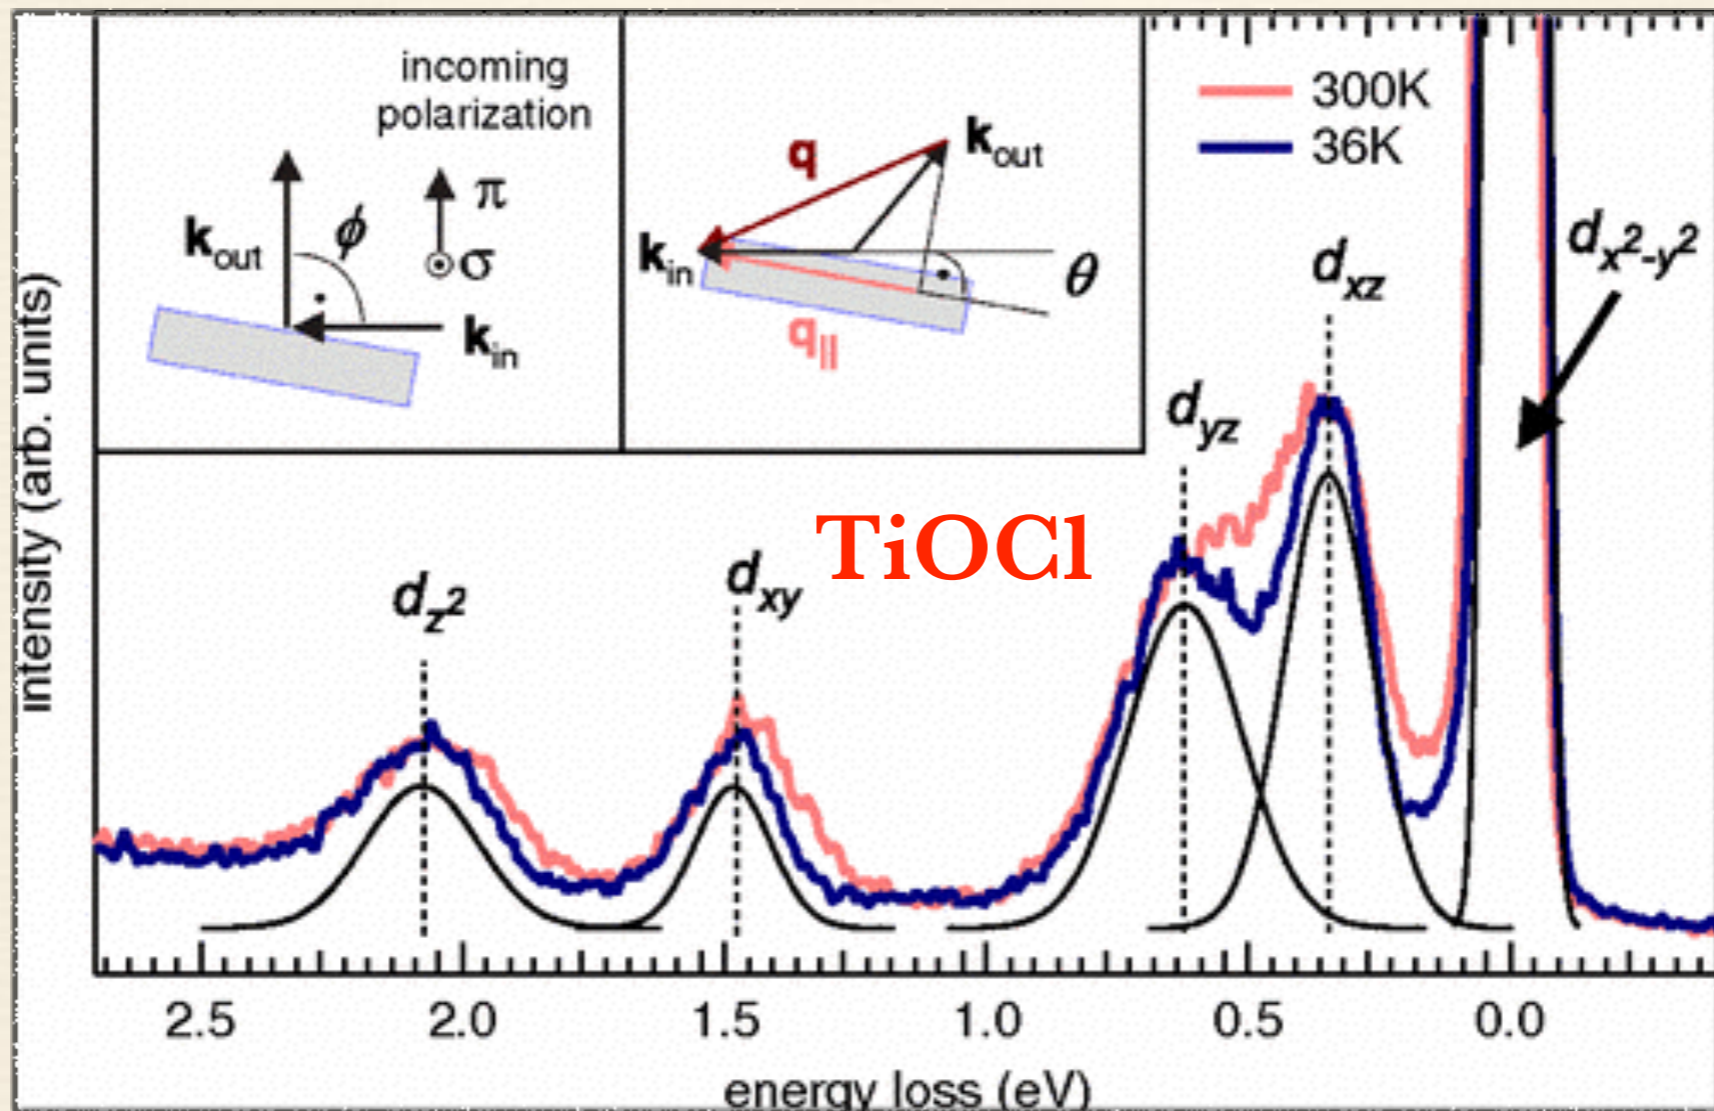 incoming
polarization
k_out
ϕ
π
σ
k_in
q
k_out
k_in
θ
q_||
300K
36K
d_x²-y²
d_xz
d_yz
TiOCl
d_xy
d_z²
intensity (arb. units)
2.5 2.0 1.5 1.0 0.5 0.0
energy loss (eV)